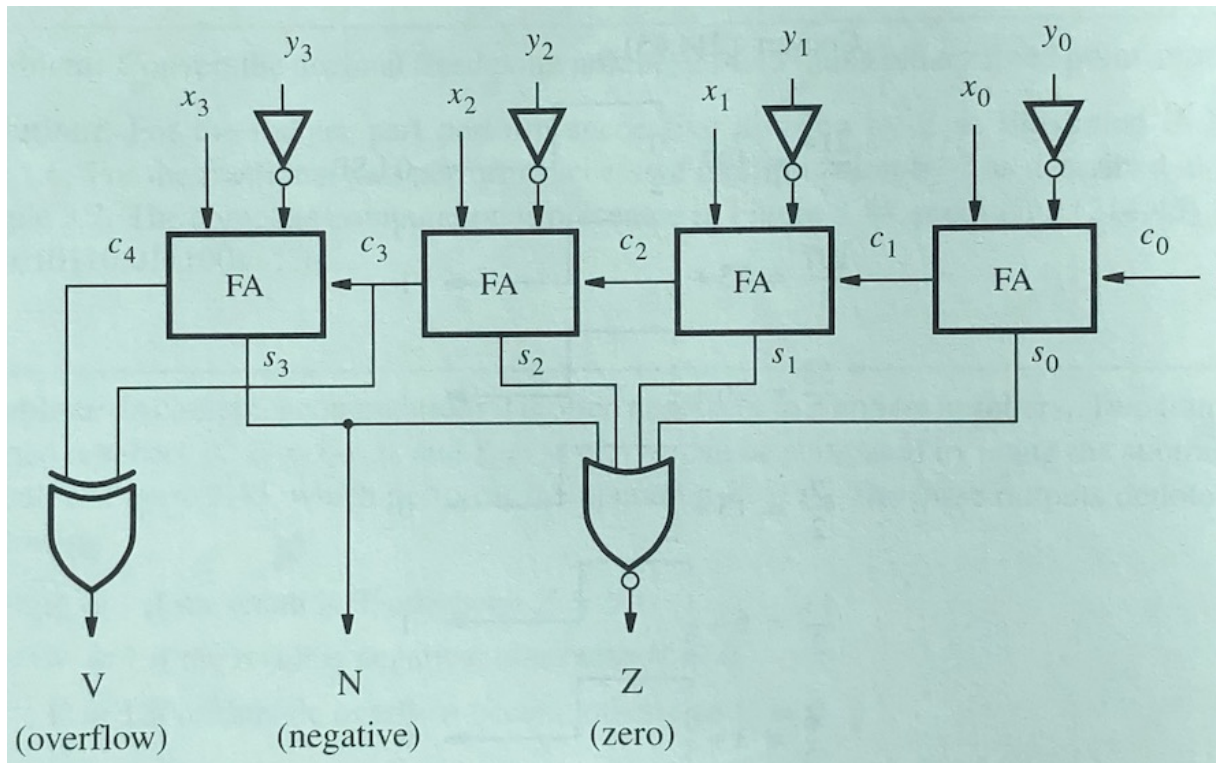 y3 y2 y1 y0
x3 x2 x1 x0
c4 c3 c2 c1 c0
FA FA FA FA
s3 s2 s1 s0
V N Z
(overflow) (negative) (zero)